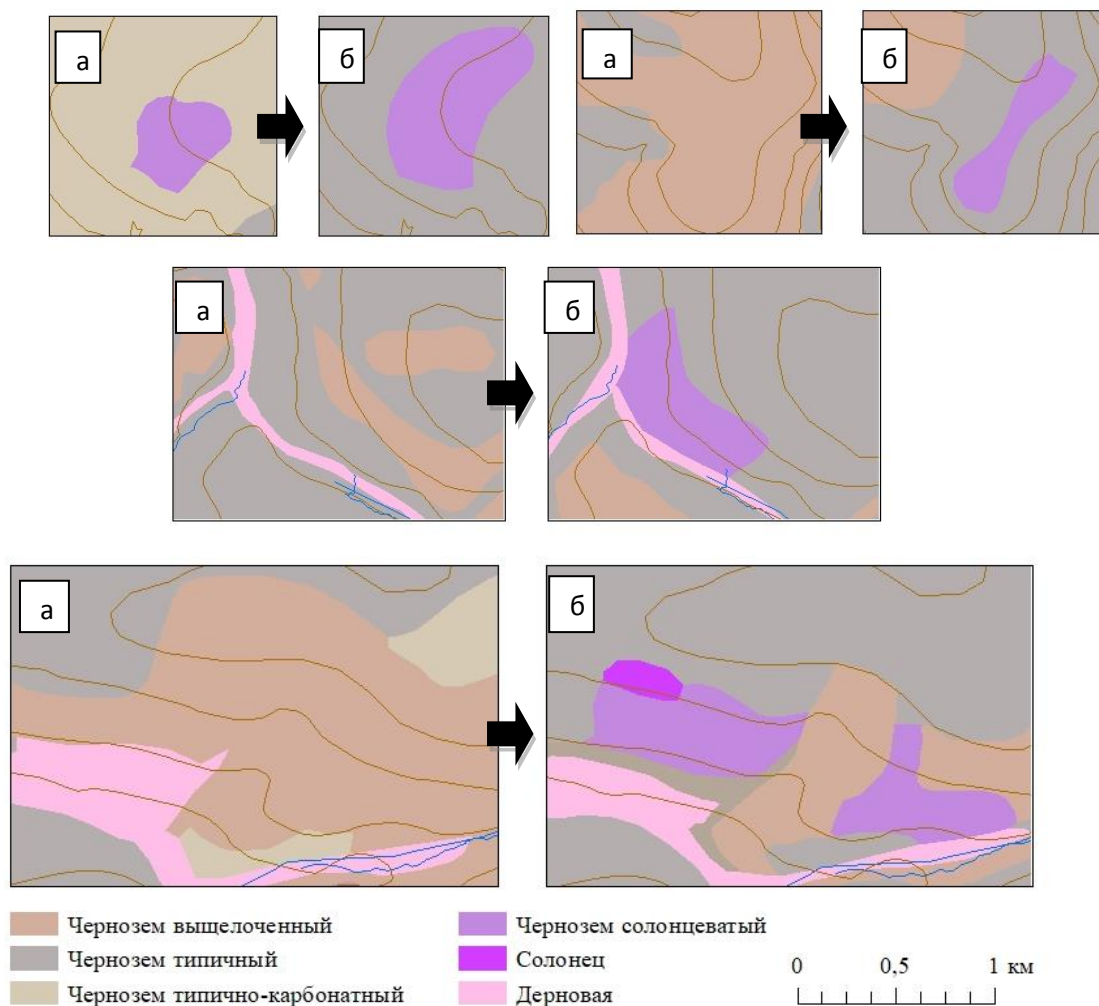 а
б
а
б
а
б
а
б
Чернозем выщелоченный
Чернозем типичный
Чернозем типично-карбонатный
Чернозем солонцеватый
Солонец
Дерновая
0 0,5 1 км